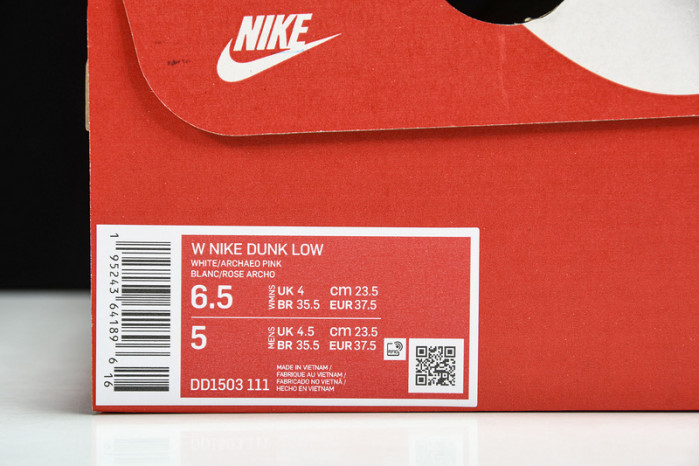 NIKE
W NIKE DUNK LOW
WHITE/ARCHAEO PINK
BLANC/ROSE ARCHO
6.5 WMNS UK 4 cm 23.5
BR 35.5 EUR 37.5
5 MENS UK 4.5 cm 23.5
BR 35.5 EUR 37.5
MADE IN VIETNAM /
FABRIQUE AU VIETNAM /
FABRICADO NO VIETNÃ /
HECHO EN VIETNAM
DD1503 111
1 95243 64189 6 16